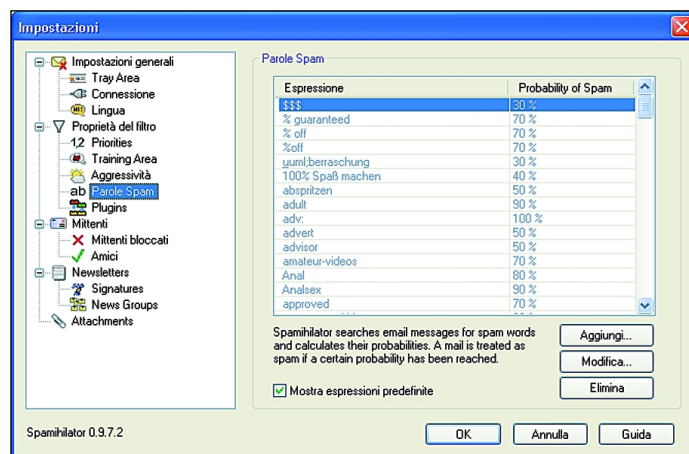 Impostazioni
Impostazioni generali
Tray Area
Connessione
Lingua
Proprietà del filtro
1,2 Priorities
Training Area
Aggressività
ab Parole Spam
Plugins
Mittenti
Mittenti bloccati
Amici
Newsletters
Signatures
News Groups
Attachments
Parole Spam
Espressione Probability of Spam
$$$ 30 %
% guaranteed 70 %
% off 70 %
%off 70 %
yuml;berraschung 30 %
100% Spaß machen 40 %
abspritzen 50 %
adult 90 %
adv: 100 %
advert 50 %
advisor 50 %
amateur-videos 70 %
Anal 80 %
Analsex 90 %
approved 70 %
Spamihilator searches email messages for spam words
and calculates their probabilities. A mail is treated as
spam if a certain probability has been reached.
Mostra espressioni predefinite
Aggiungi...
Modifica...
Elimina
Spamihilator 0.9.7.2
OK Annulla Guida